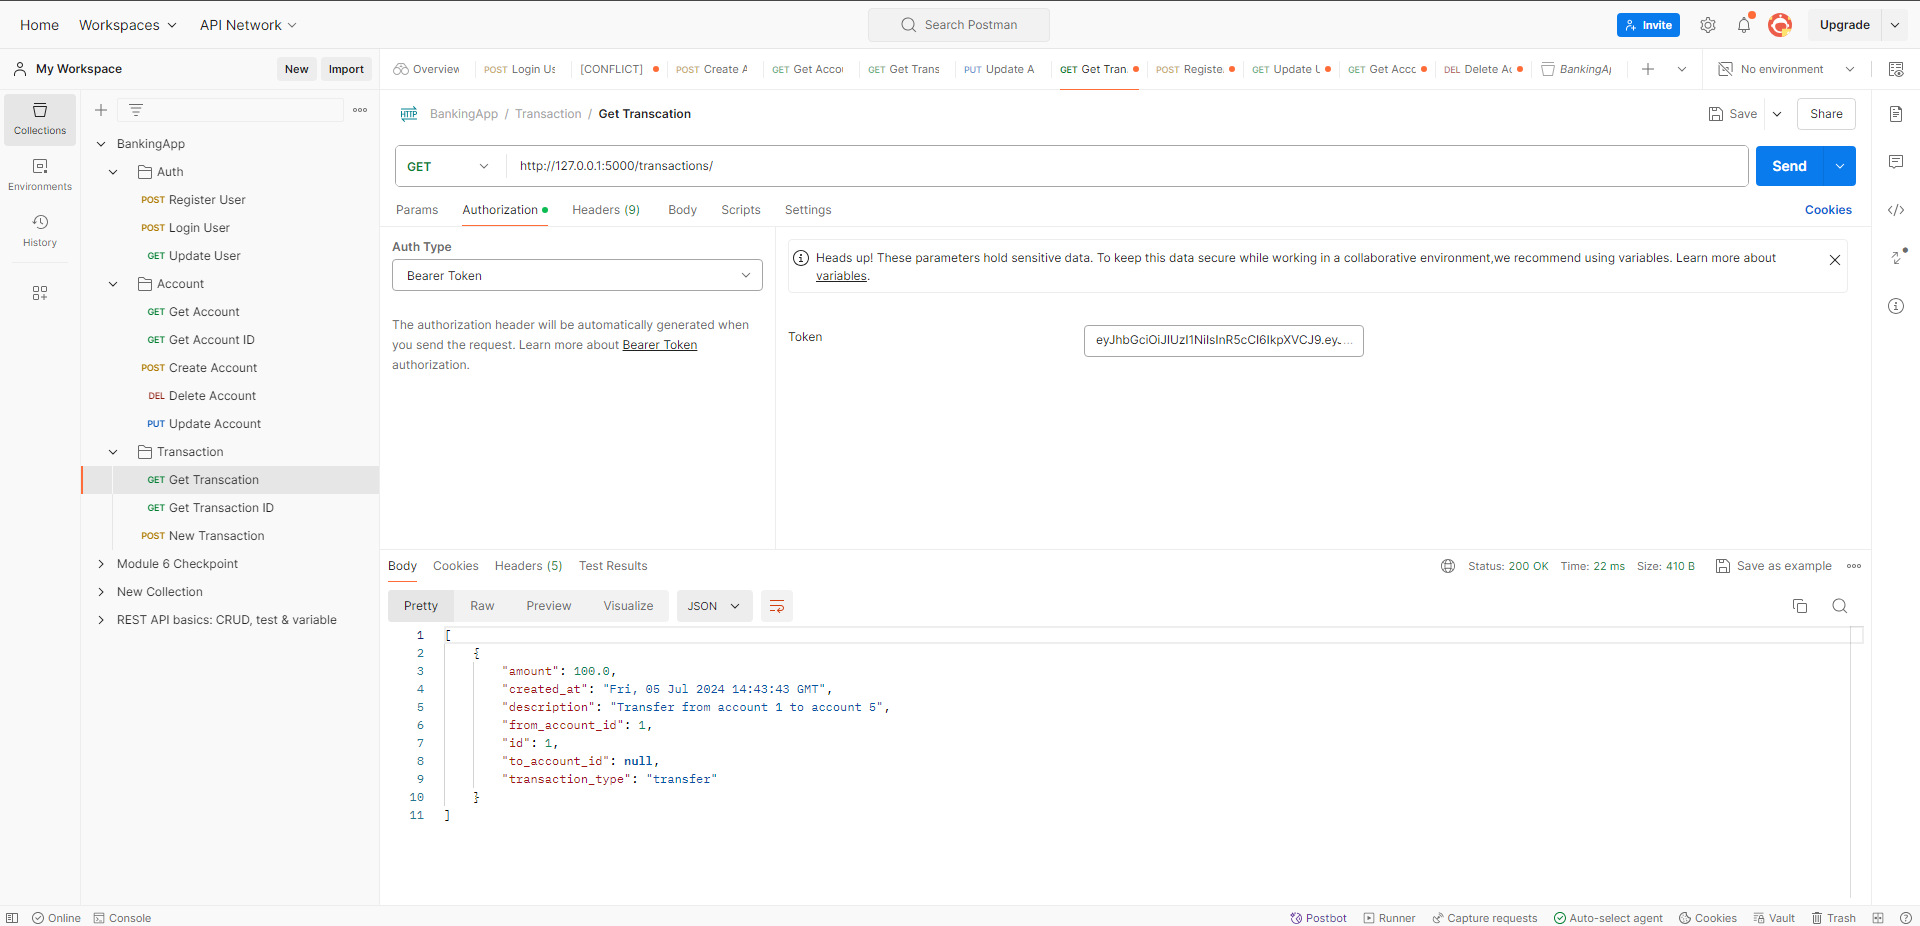 Home Workspaces API Network Search Postman Invite Upgrade
My Workspace New Import
Overview POST Login Us [CONFLICT] POST Create A GET Get Accou GET Get Trans PUT Update A GET Get Tran. POST Registe. GET Update U GET Get Acco DEL Delete Ac BankingAp No environment
Collections
Environments
History
BankingApp
Auth
POST Register User
POST Login User
GET Update User
Account
GET Get Account
GET Get Account ID
POST Create Account
DEL Delete Account
PUT Update Account
Transaction
GET Get Transcation
GET Get Transaction ID
POST New Transaction
Module 6 Checkpoint
New Collection
REST API basics: CRUD, test & variable
HTTP BankingApp / Transaction / Get Transcation Save Share
GET http://127.0.0.1:5000/transactions/ Send
Params Authorization Headers (9) Body Scripts Settings Cookies
Auth Type
Bearer Token
The authorization header will be automatically generated when
you send the request. Learn more about Bearer Token
authorization.
Heads up! These parameters hold sensitive data. To keep this data secure while working in a collaborative environment,we recommend using variables. Learn more about
variables.
Token eyJhbGciOiJIUzI1NiIsInR5cCI6IkpXVCJ9.eyJ...
Body Cookies Headers (5) Test Results Status: 200 OK Time: 22 ms Size: 410 B Save as example
Pretty Raw Preview Visualize JSON
1 [
2 {
3 "amount": 100.0,
4 "created_at": "Fri, 05 Jul 2024 14:43:43 GMT",
5 "description": "Transfer from account 1 to account 5",
6 "from_account_id": 1,
7 "id": 1,
8 "to_account_id": null,
9 "transaction_type": "transfer"
10 }
11 ]
Online Console Postbot Runner Capture requests Auto-select agent Cookies Vault Trash